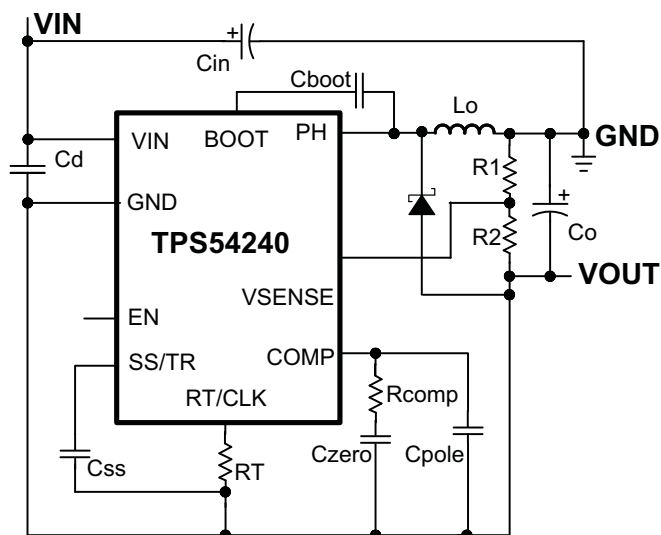 VIN
+
Cin
Cboot
Lo
VIN
BOOT
PH
GND
Cd
R1
GND
+
TPS54240
R2
Co
VOUT
VSENSE
EN
SS/TR
COMP
RT/CLK
Rcomp
Css
RT
Czero
Cpole